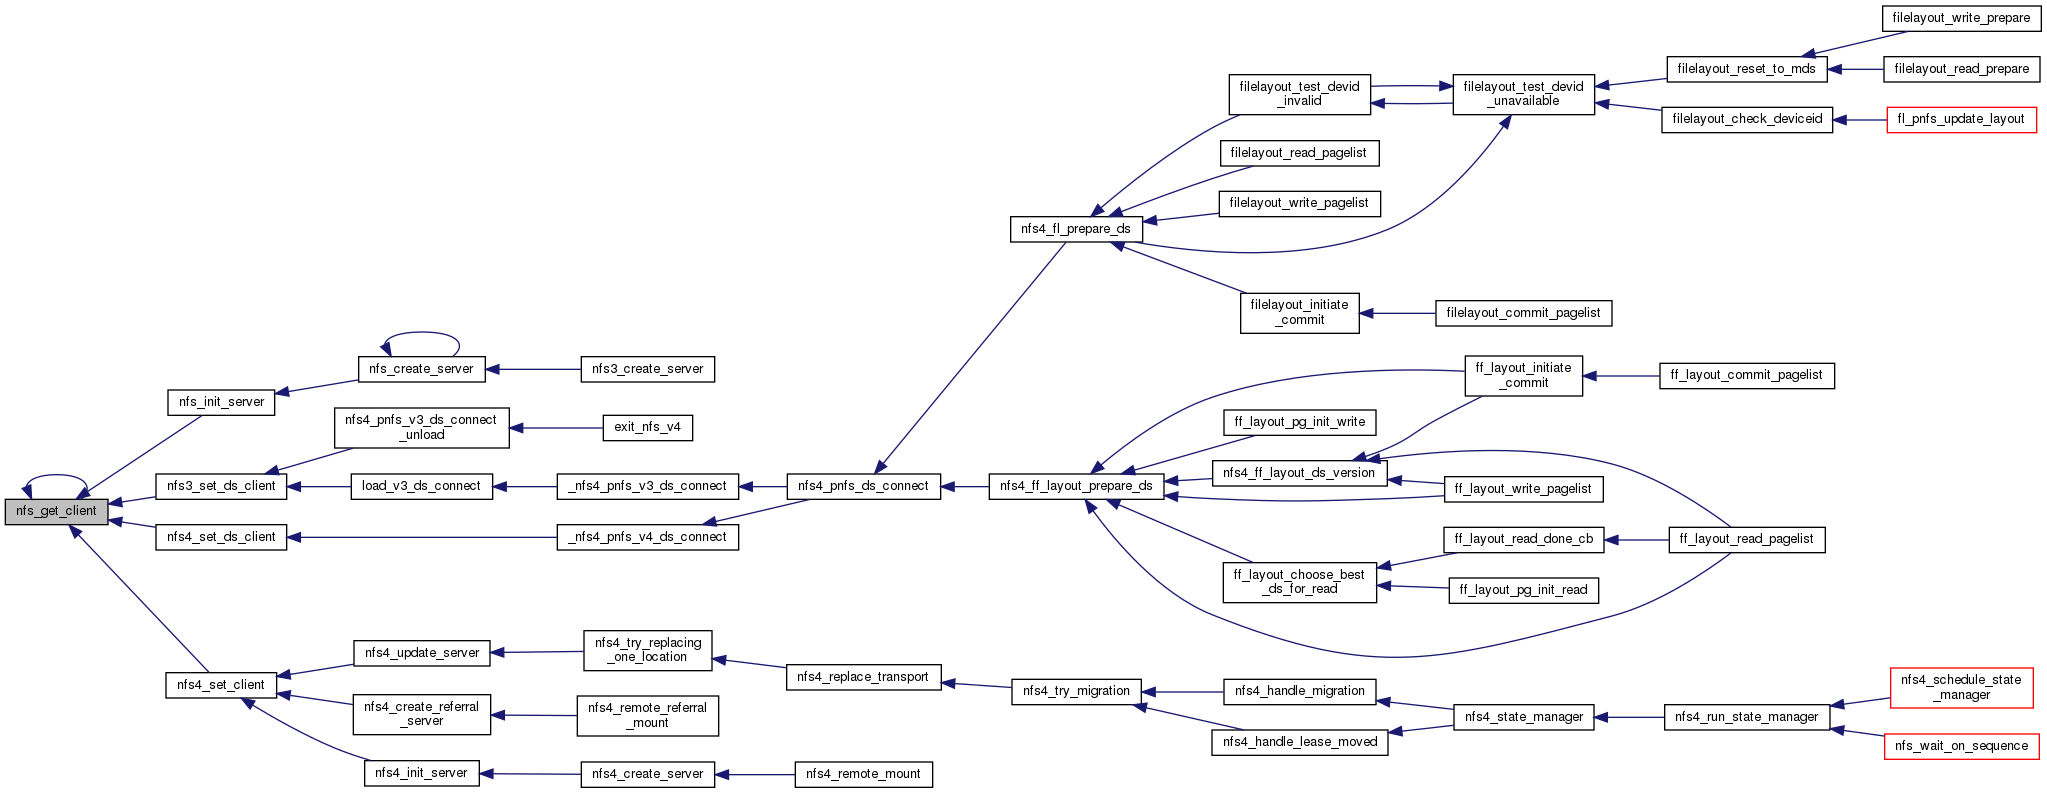 filelayout_write_prepare
filelayout_reset_to_mds
filelayout_read_prepare
filelayout_test_devid
_invalid
filelayout_test_devid
_unavailable
filelayout_check_deviceid
fl_pnfs_update_layout
filelayout_read_pagelist
filelayout_write_pagelist
nfs4_fl_prepare_ds
filelayout_initiate
_commit
filelayout_commit_pagelist
nfs_create_server
nfs3_create_server
ff_layout_initiate
_commit
ff_layout_commit_pagelist
nfs_init_server
nfs4_pnfs_v3_ds_connect
_unload
exit_nfs_v4
ff_layout_pg_init_write
nfs3_set_ds_client
load_v3_ds_connect
_nfs4_pnfs_v3_ds_connect
nfs4_pnfs_ds_connect
nfs4_ff_layout_prepare_ds
nfs4_ff_layout_ds_version
ff_layout_write_pagelist
nfs_get_client
nfs4_set_ds_client
_nfs4_pnfs_v4_ds_connect
ff_layout_read_done_cb
ff_layout_read_pagelist
ff_layout_choose_best
_ds_for_read
ff_layout_pg_init_read
nfs4_update_server
nfs4_try_replacing
_one_location
nfs4_set_client
nfs4_replace_transport
nfs4_try_migration
nfs4_handle_migration
nfs4_schedule_state
_manager
nfs4_create_referral
_server
nfs4_remote_referral
_mount
nfs4_state_manager
nfs4_run_state_manager
nfs4_handle_lease_moved
nfs_wait_on_sequence
nfs4_init_server
nfs4_create_server
nfs4_remote_mount